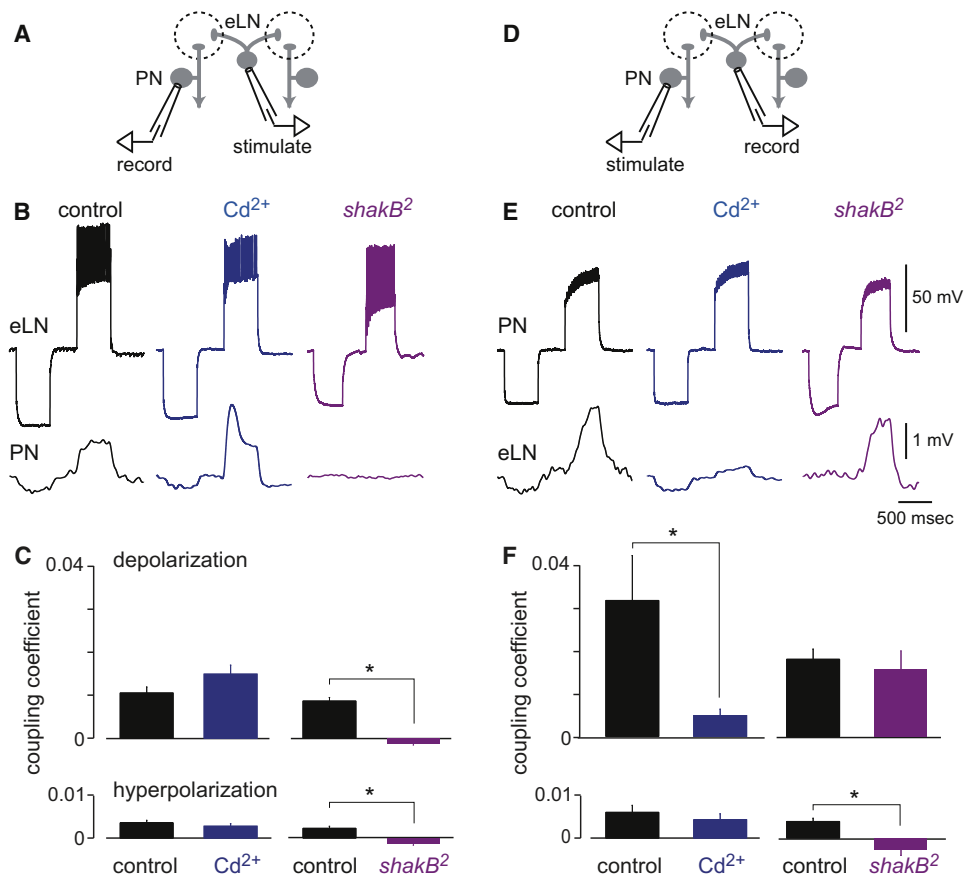 A
eLN
PN
record
stimulate
D
eLN
PN
stimulate
record
B
control
Cd²⁺
shakB²
eLN
PN
E
control
Cd²⁺
shakB²
PN
50 mV
eLN
1 mV
500 msec
C
depolarization
coupling coefficient
0.04
0
hyperpolarization
0.01
0
control
Cd²⁺
control
shakB²
*
*
F
coupling coefficient
0.04
0
0.01
0
control
Cd²⁺
control
shakB²
*
*